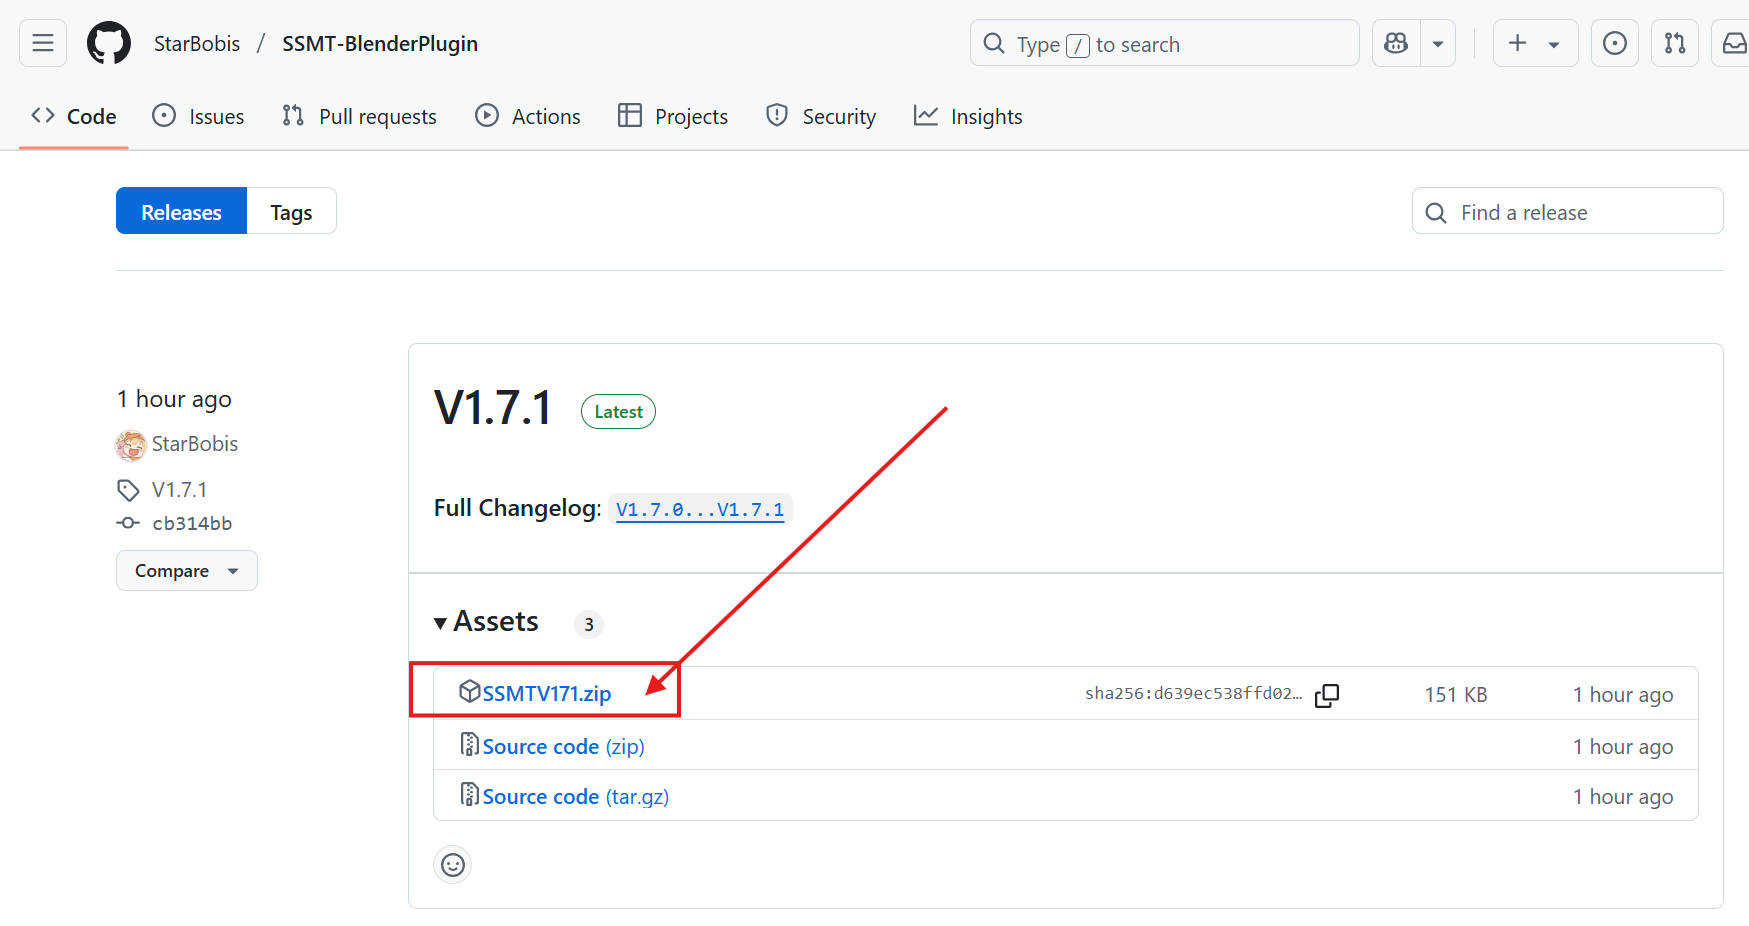 StarBobis / SSMT-BlenderPlugin
Type / to search
Code
Issues
Pull requests
Actions
Projects
Security
Insights
Releases
Tags
Find a release
1 hour ago
StarBobis
V1.7.1
cb314bb
Compare
V1.7.1 Latest
Full Changelog: V1.7.0...V1.7.1
Assets 3
SSMTV171.zip sha256:d639ec538ffd02… 151 KB 1 hour ago
Source code (zip) 1 hour ago
Source code (tar.gz) 1 hour ago